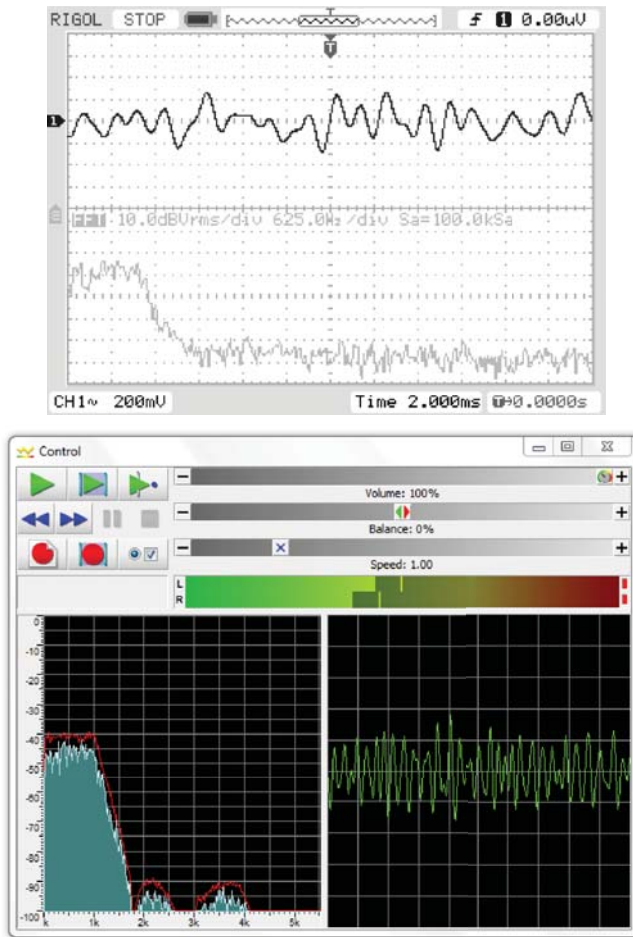 RIGOL STOP T f 1 0.00uV
T
1
FFT 10.0dBVrms/div 625.0Hz/div Sa=100.0kSa
CH1~ 200mV Time 2.000ms T→0.0000s
Control
Volume: 100%
Balance: 0%
Speed: 1.00
L
R
0
-10
-20
-30
-40
-50
-60
-70
-80
-90
-100
k 1k 2k 3k 4k 5k